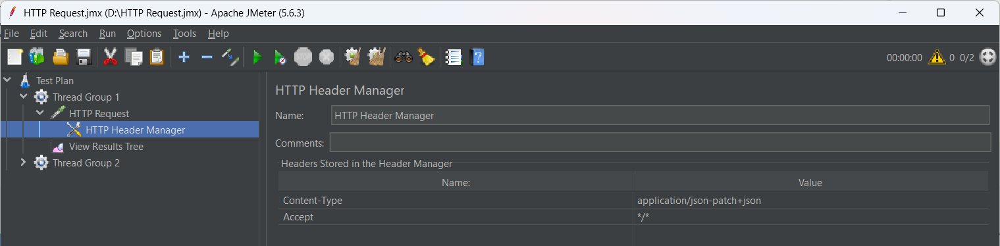 HTTP Request.jmx (D:\HTTP Request.jmx) - Apache JMeter (5.6.3)
File Edit Search Run Options Tools Help
STOP 00:00:00 0 0/2
Test Plan
Thread Group 1
HTTP Request
HTTP Header Manager
View Results Tree
Thread Group 2
HTTP Header Manager
Name: HTTP Header Manager
Comments:
Headers Stored in the Header Manager
Name: Value
Content-Type application/json-patch+json
Accept */*